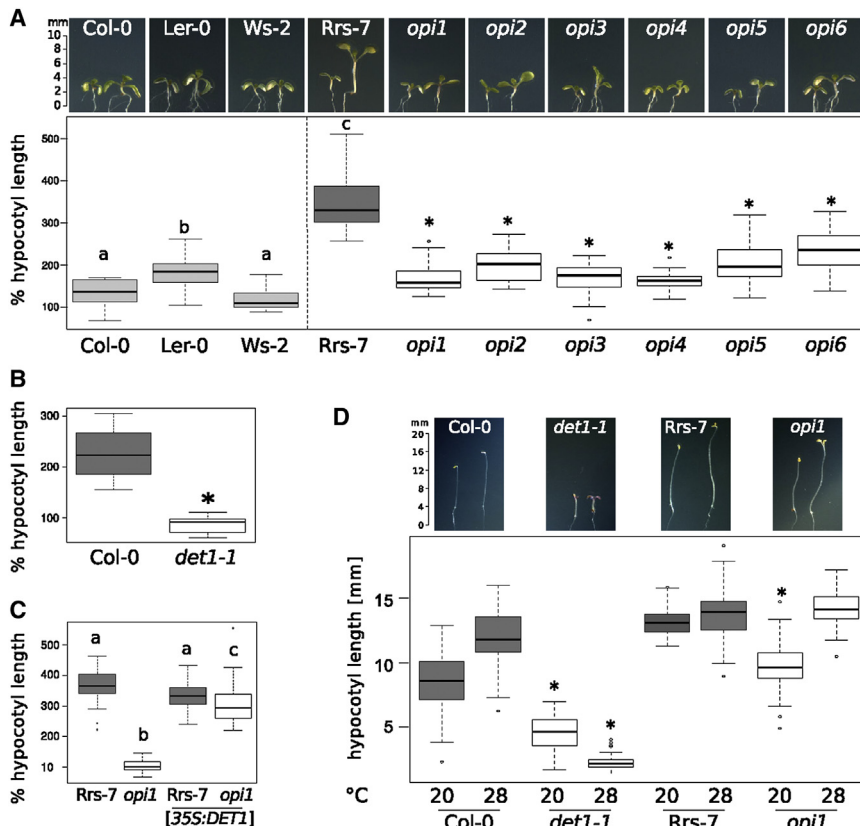 A
mm
10
8
6
4
2
0
Col-0 Ler-0 Ws-2 Rrs-7 opi1 opi2 opi3 opi4 opi5 opi6
% hypocotyl length
500
400
300
200
100
a b a c * * * * * *
Col-0 Ler-0 Ws-2 Rrs-7 opi1 opi2 opi3 opi4 opi5 opi6
B
% hypocotyl length
300
200
100
*
Col-0 det1-1
C
% hypocotyl length
500
400
300
200
10
a b a c
Rrs-7 opi1 Rrs-7 opi1
[35S:DET1]
D
mm
20
16
12
8
4
0
Col-0 det1-1 Rrs-7 opi1
hypocotyl length [mm]
15
10
5
* * *
°C 20 28 20 28 20 28 20 28
Col-0 det1-1 Rrs-7 opi1